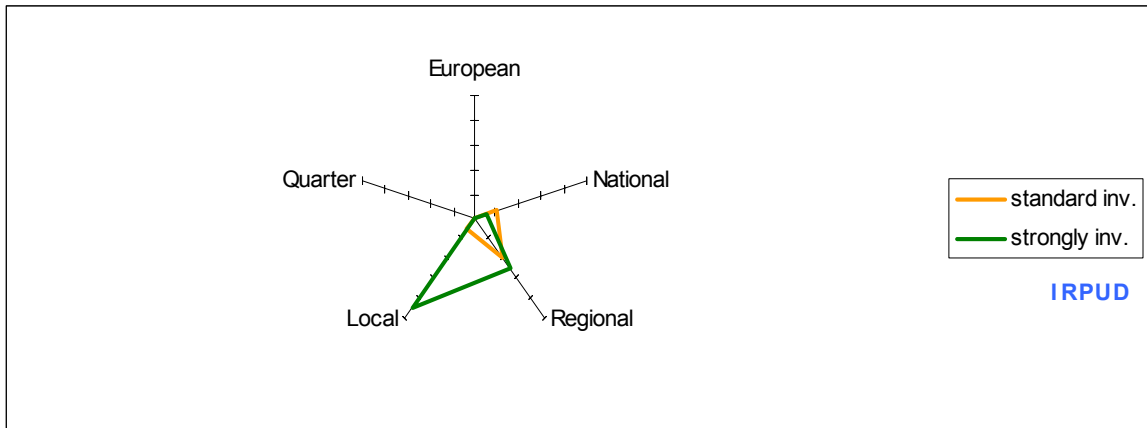 European
Quarter
National
Local
Regional
standard inv.
strongly inv.
IRPUD